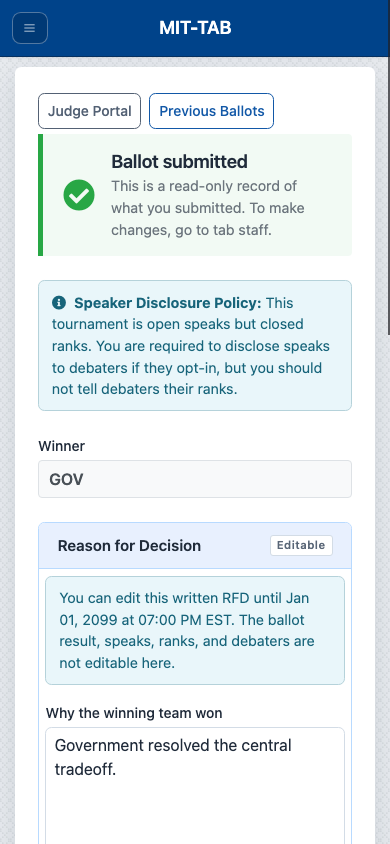 MIT-TAB
Judge Portal
Previous Ballots
Ballot submitted
This is a read-only record of
what you submitted. To make
changes, go to tab staff.
Speaker Disclosure Policy: This
tournament is open speaks but closed
ranks. You are required to disclose speaks
to debaters if they opt-in, but you should
not tell debaters their ranks.
Winner
GOV
Reason for Decision
Editable
You can edit this written RFD until Jan
01, 2099 at 07:00 PM EST. The ballot
result, speaks, ranks, and debaters are
not editable here.
Why the winning team won
Government resolved the central
tradeoff.